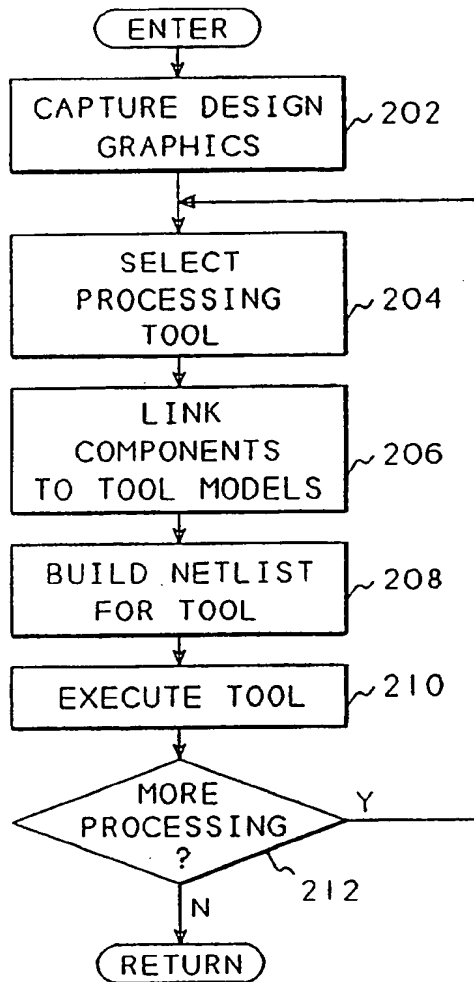 ENTER
CAPTURE DESIGN
GRAPHICS
202
SELECT
PROCESSING
TOOL
204
LINK
COMPONENTS
TO TOOL MODELS
206
BUILD NETLIST
FOR TOOL
208
EXECUTE TOOL
210
MORE
PROCESSING
?
Y
212
N
RETURN